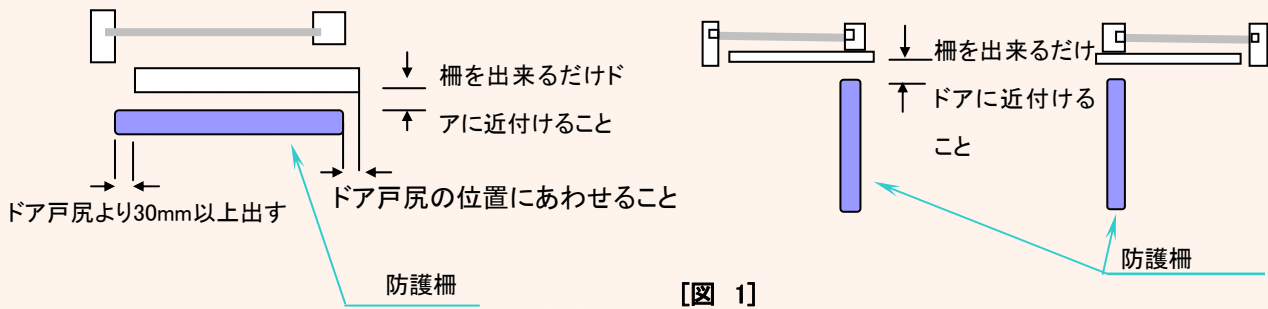 柵を出来るだけド
アに近付けること
ドア戸尻より30mm以上出す
ドア戸尻の位置にあわせること
防護柵
柵を出来るだけ
ドアに近付ける
こと
防護柵
[図 1]